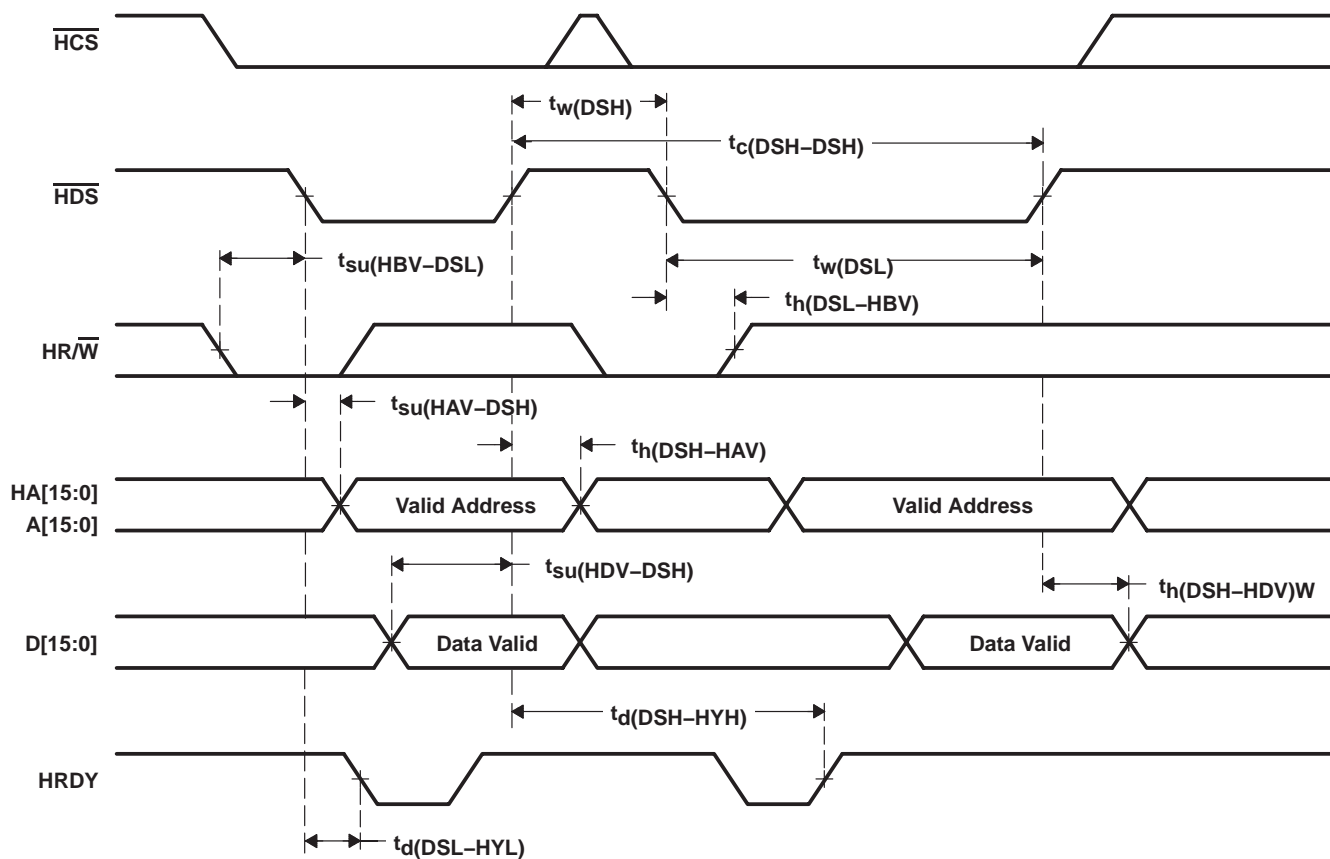 HCS
tw(DSH)
tc(DSH–DSH)
HDS
tsu(HBV–DSL)
tw(DSL)
th(DSL–HBV)
HR/W
tsu(HAV–DSH)
th(DSH–HAV)
HA[15:0]
A[15:0]
Valid Address
Valid Address
tsu(HDV–DSH)
th(DSH–HDV)W
D[15:0]
Data Valid
Data Valid
td(DSH–HYH)
HRDY
td(DSL–HYL)